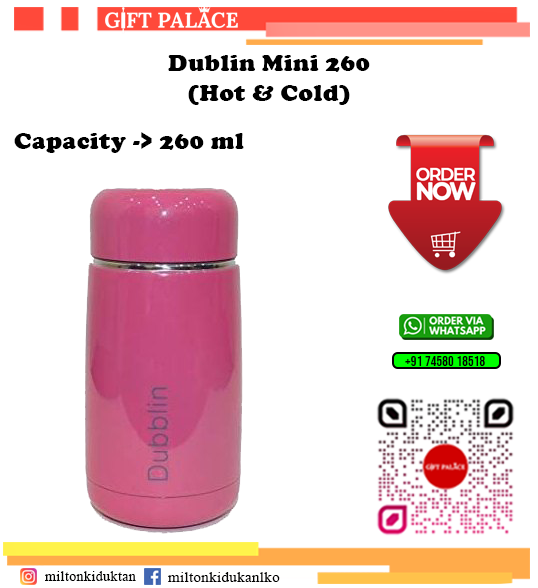 GIFT PALACE
Dublin Mini 260
(Hot & Cold)
Capacity -> 260 ml
ORDER
NOW
ORDER VIA
WHATSAPP
+91 74580 18518
Dubblin
GIFT PALACE
miltonkiduktan
miltonkidukanlko